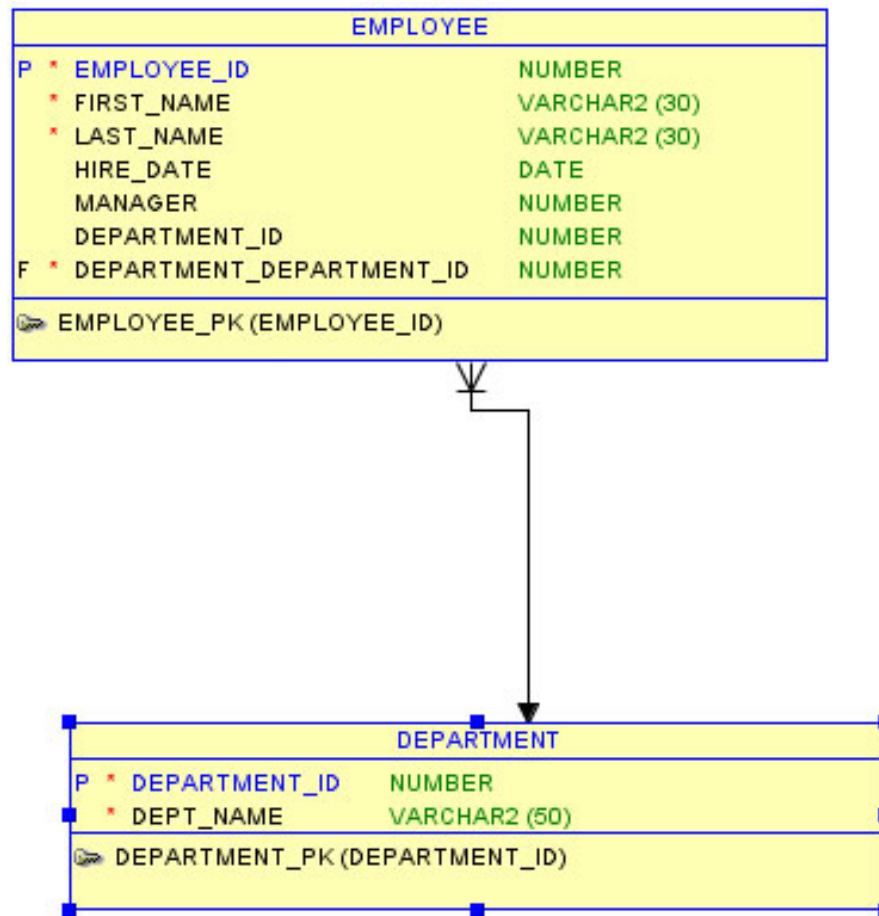 EMPLOYEE
P * EMPLOYEE_ID NUMBER
* FIRST_NAME VARCHAR2 (30)
* LAST_NAME VARCHAR2 (30)
HIRE_DATE DATE
MANAGER NUMBER
DEPARTMENT_ID NUMBER
F * DEPARTMENT_DEPARTMENT_ID NUMBER
EMPLOYEE_PK (EMPLOYEE_ID)
DEPARTMENT
P * DEPARTMENT_ID NUMBER
* DEPT_NAME VARCHAR2 (50)
DEPARTMENT_PK (DEPARTMENT_ID)